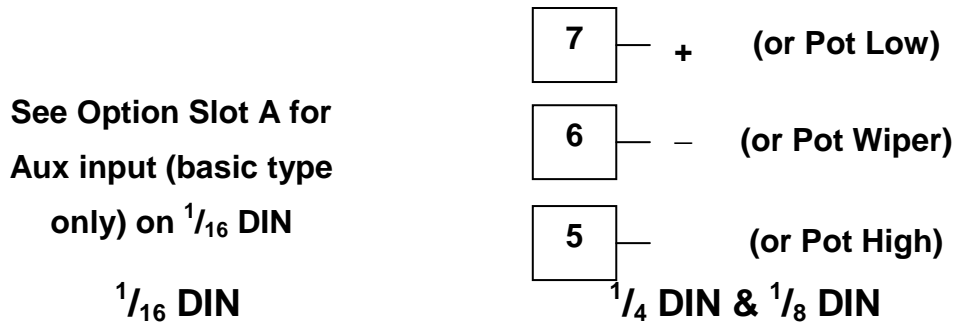 See Option Slot A for
Aux input (basic type
only) on 1/16 DIN
1/16 DIN
7 + (or Pot Low)
6 − (or Pot Wiper)
5 (or Pot High)
1/4 DIN & 1/8 DIN